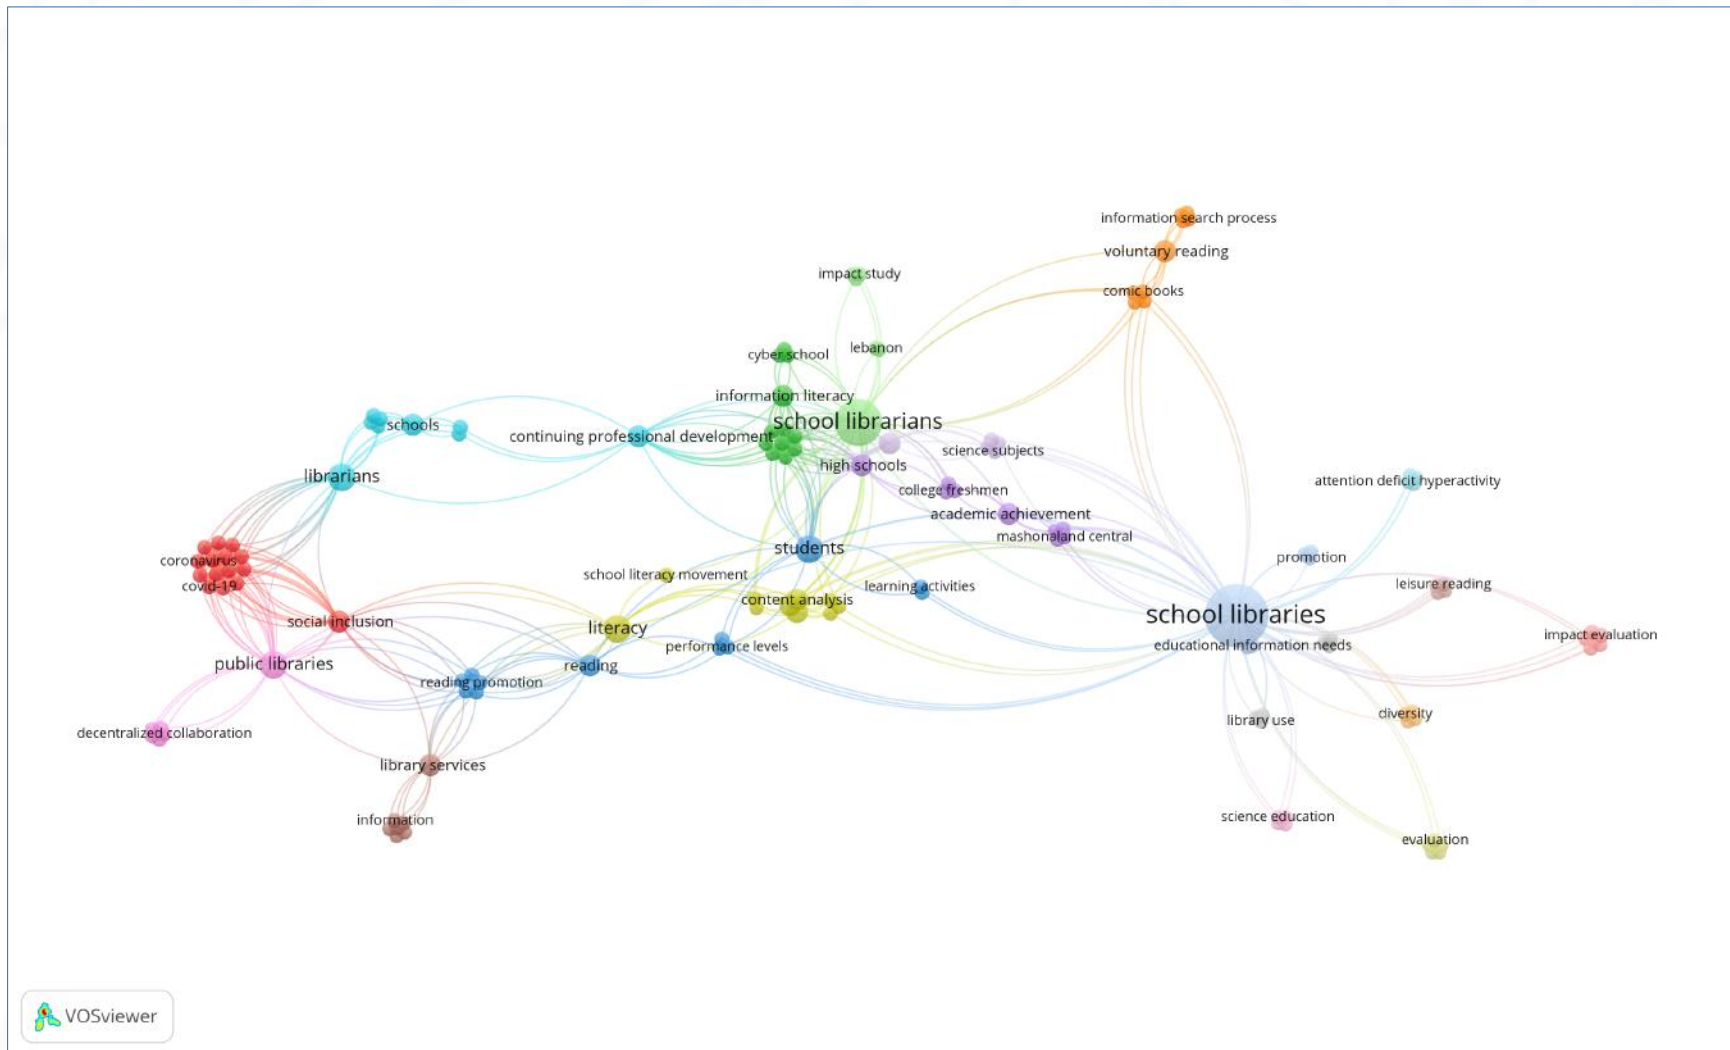 information search process
voluntary reading
impact study
comic books
cyber school
lebanon
information literacy
school librarians
schools
continuing professional development
science subjects
high schools
librarians
attention deficit hyperactivity
college freshmen
academic achievement
mashonaland central
students
promotion
coronavirus
school literacy movement
covid-19
learning activities
leisure reading
content analysis
school libraries
social inclusion
literacy
impact evaluation
performance levels
educational information needs
public libraries
reading
reading promotion
diversity
library use
decentralized collaboration
library services
science education
information
evaluation
VOSviewer